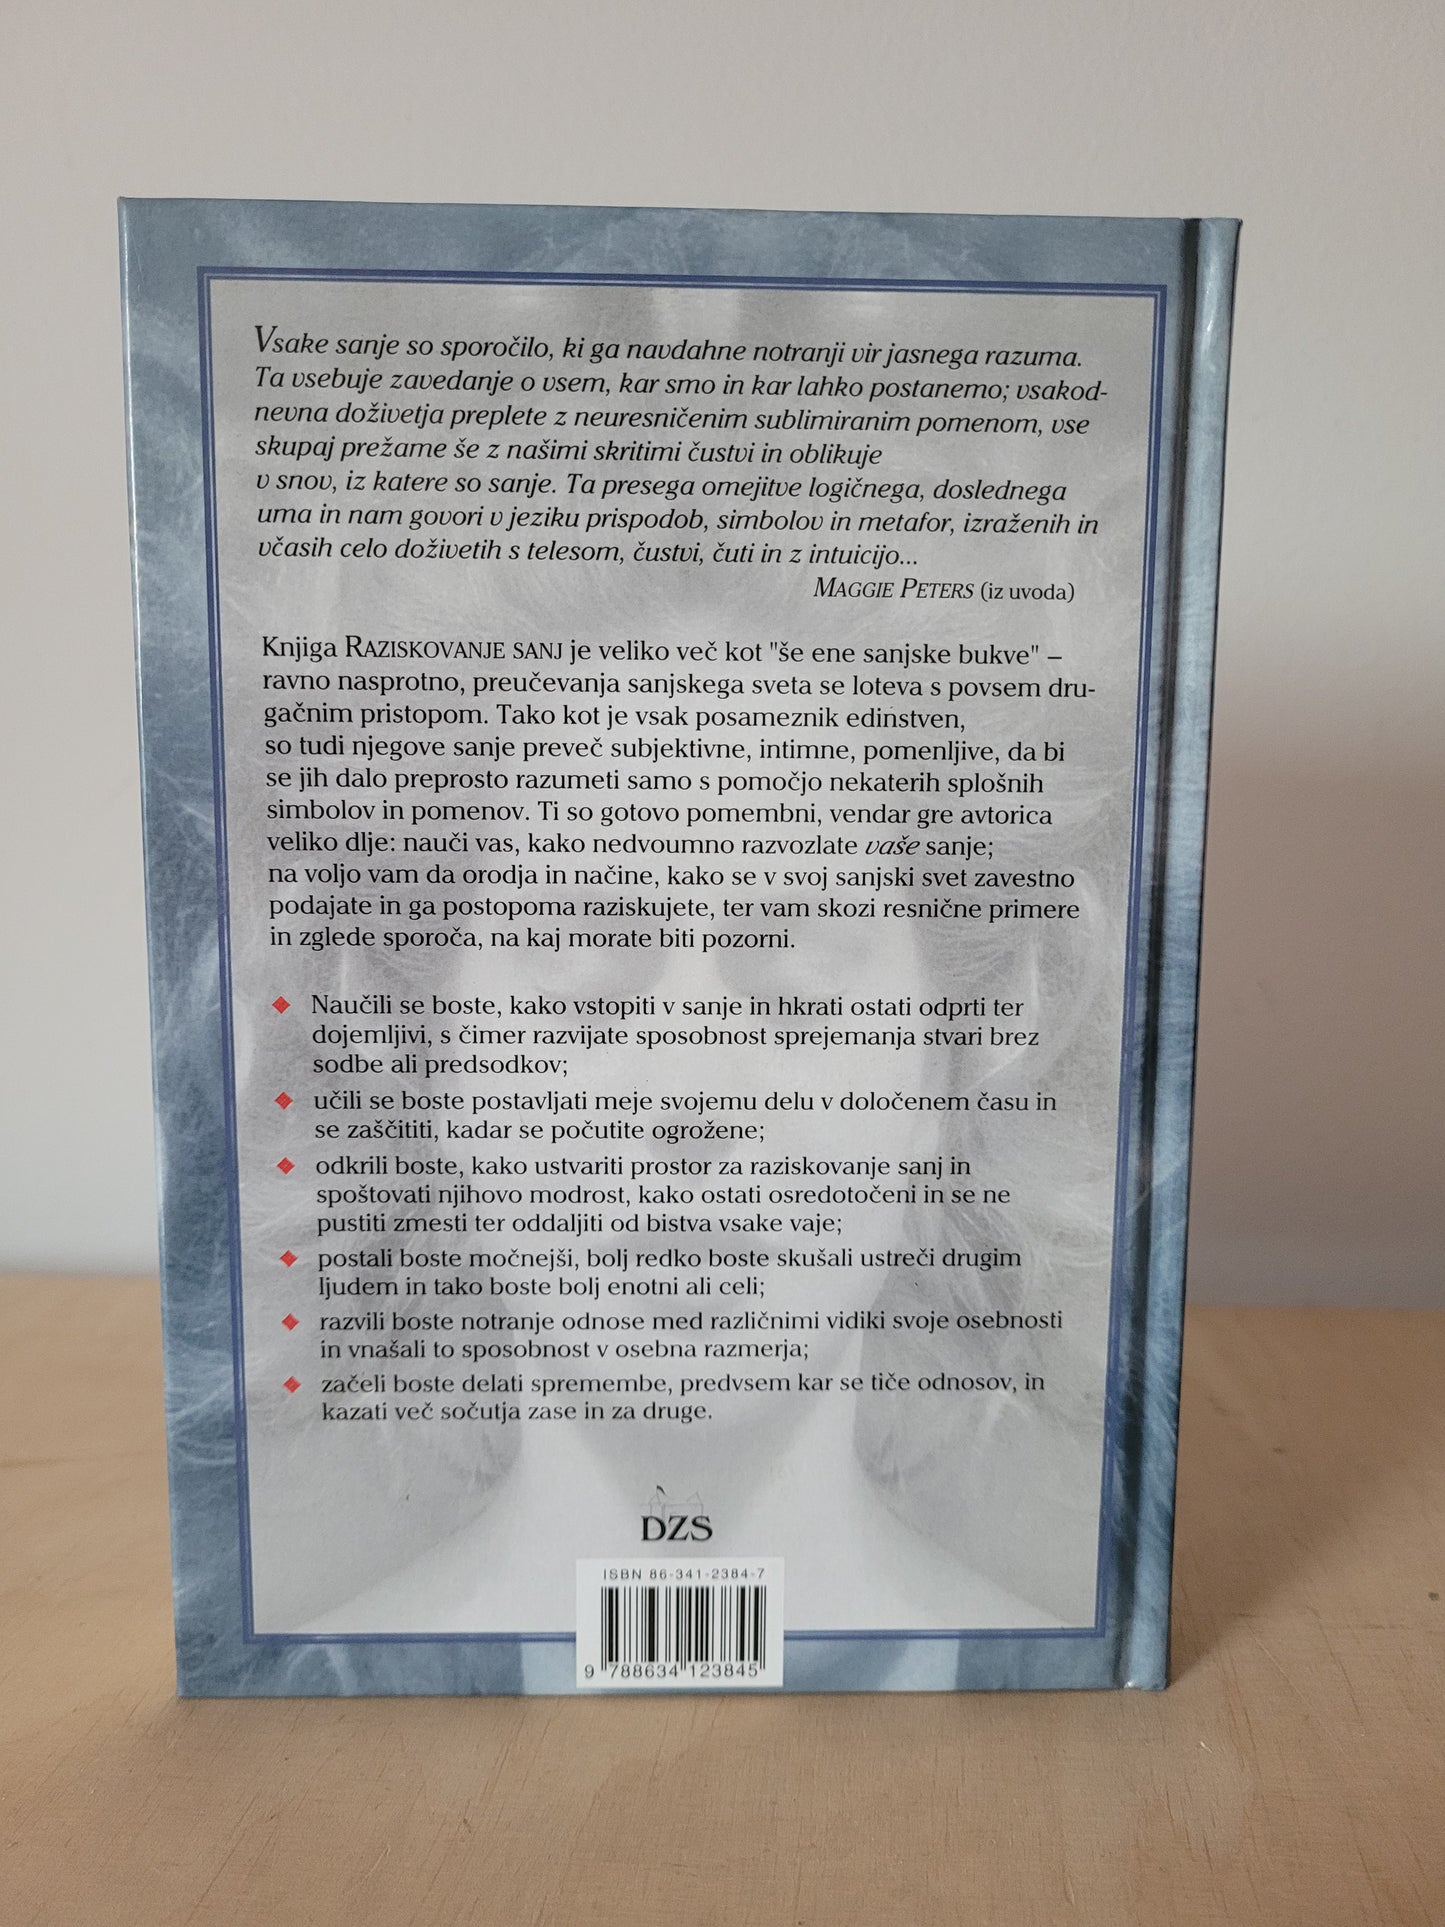 Vsake sanje so sporočilo, ki ga navdahne notranji vir jasnega razuma.
Ta vsebuje zavedanje o vsem, kar smo in kar lahko postanemo; vsakod-
nevna doživetja preplete z neuresničenim sublimiranim pomenom, vse
skupaj prežame še z našimi skritimi čustvi in oblikuje
v snov, iz katere so sanje. Ta presega omejitve logičnega, doslednega
uma in nam govori v jeziku prispodob, simbolov in metafor, izraženih in
včasih celo doživetih s telesom, čustvi, čuti in z intuicijo...
MAGGIE PETERS (iz uvoda)
Knjiga RAZISKOVANJE SANJ je veliko več kot "še ene sanjske bukve" –
ravno nasprotno, preučevanja sanjskega sveta se loteva s povsem dru-
gačnim pristopom. Tako kot je vsak posameznik edinstven,
so tudi njegove sanje preveč subjektivne, intimne, pomenljive, da bi
se jih dalo preprosto razumeti samo s pomočjo nekaterih splošnih
simbolov in pomenov. Ti so gotovo pomembni, vendar gre avtorica
veliko dlje: nauči vas, kako nedvoumno razvozlate vaše sanje;
na voljo vam da orodja in načine, kako se v svoj sanjski svet zavestno
podajate in ga postopoma raziskujete, ter vam skozi resnične primere
in zglede sporoča, na kaj morate biti pozorni.
◆ Naučili se boste, kako vstopiti v sanje in hkrati ostati odprti ter
dojemljivi, s čimer razvijate sposobnost sprejemanja stvari brez
sodbe ali predsodkov;
◆ učili se boste postavljati meje svojemu delu v določenem času in
se zaščititi, kadar se počutite ogrožene;
◆ odkrili boste, kako ustvariti prostor za raziskovanje sanj in
spoštovati njihovo modrost, kako ostati osredotočeni in se ne
pustiti zmesti ter oddaljiti od bistva vsake vaje;
◆ postali boste močnejši, bolj redko boste skušali ustreči drugim
ljudem in tako boste bolj enotni ali celi;
◆ razvili boste notranje odnose med različnimi vidiki svoje osebnosti
in vnašali to sposobnost v osebna razmerja;
◆ začeli boste delati spremembe, predvsem kar se tiče odnosov, in
kazati več sočutja zase in za druge.
DZS
ISBN 86-341-2384-7
9 788634 123845